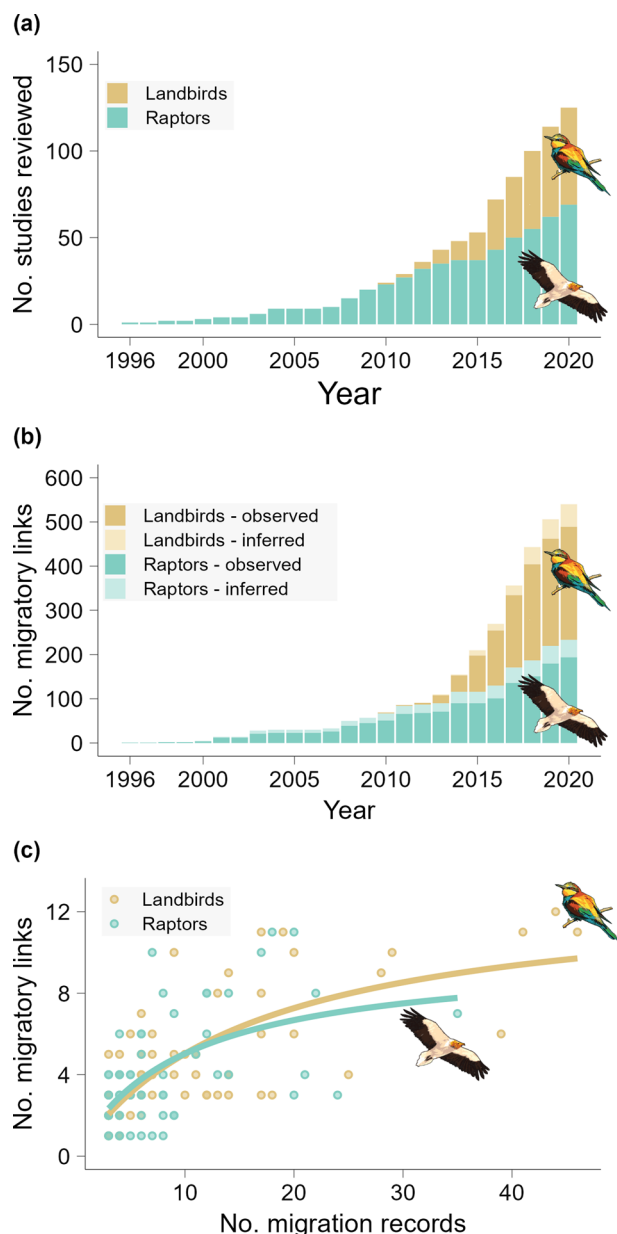 (a)
No. studies reviewed
150
100
50
0
Landbirds
Raptors
1996 2000 2005 2010 2015 2020
Year
(b)
No. migratory links
600
500
400
300
200
100
0
Landbirds - observed
Landbirds - inferred
Raptors - observed
Raptors - inferred
1996 2000 2005 2010 2015 2020
Year
(c)
No. migratory links
12
8
4
0
Landbirds
Raptors
10 20 30 40
No. migration records